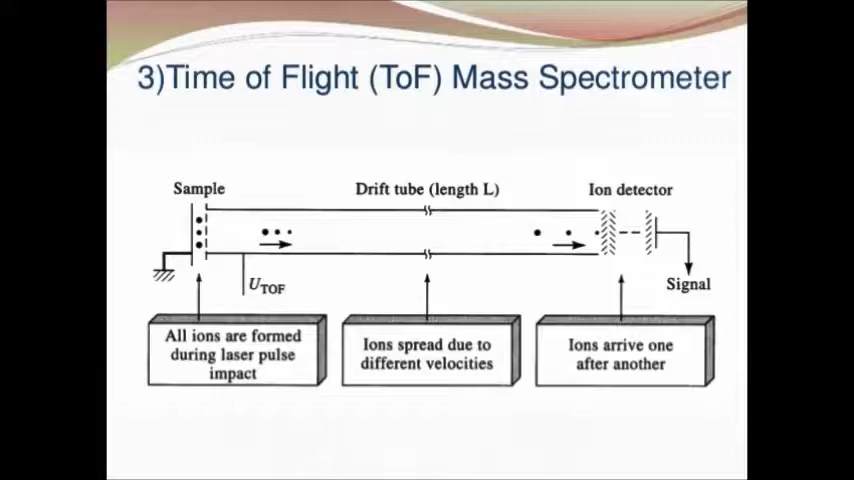 3)Time of Flight (ToF) Mass Spectrometer
Sample
Drift tube (length L)
Ion detector
UTOF
Signal
All ions are formed
during laser pulse
impact
Ions spread due to
different velocities
Ions arrive one
after another